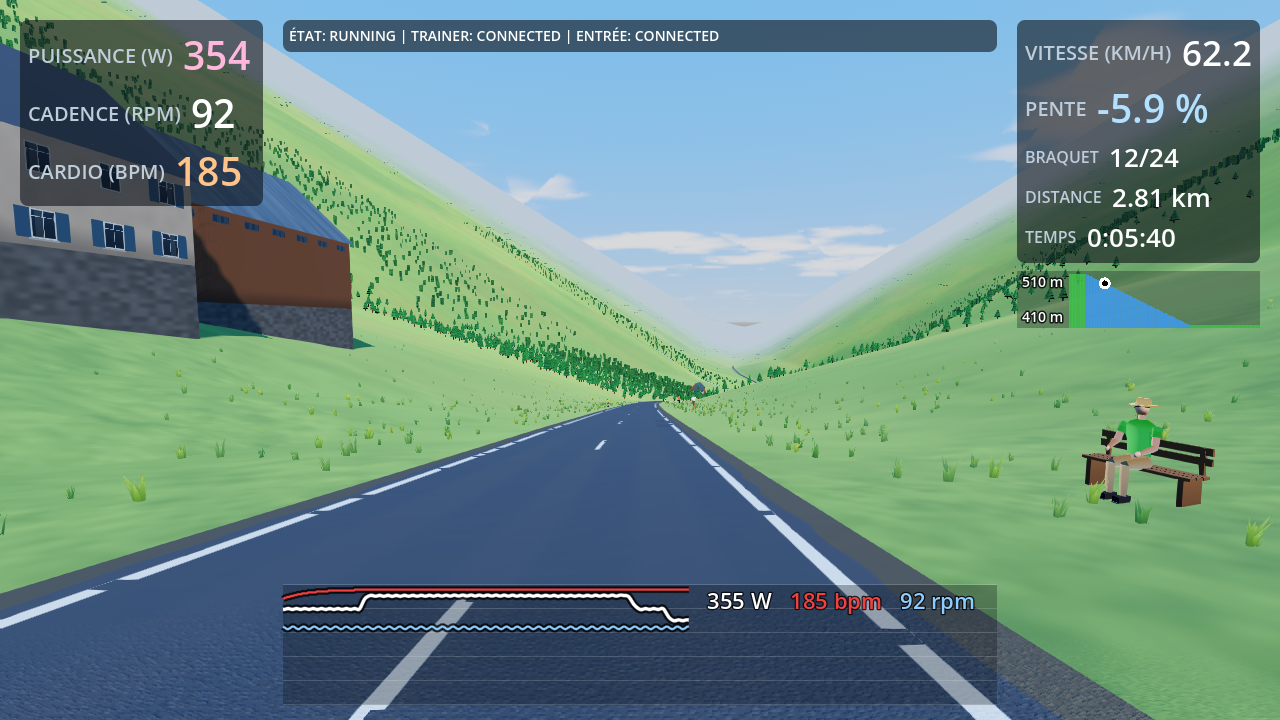 PUISSANCE (W) 354
CADENCE (RPM) 92
CARDIO (BPM) 185
ÉTAT: RUNNING | TRAINER: CONNECTED | ENTRÉE: CONNECTED
VITESSE (KM/H) 62.2
PENTE -5.9 %
BRAQUET 12/24
DISTANCE 2.81 km
TEMPS 0:05:40
510 m
410 m
355 W 185 bpm 92 rpm